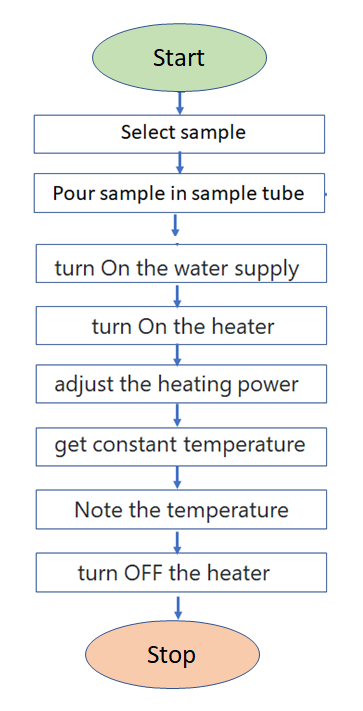 Start
Select sample
Pour sample in sample tube
turn On the water supply
turn On the heater
adjust the heating power
get constant temperature
Note the temperature
turn OFF the heater
Stop